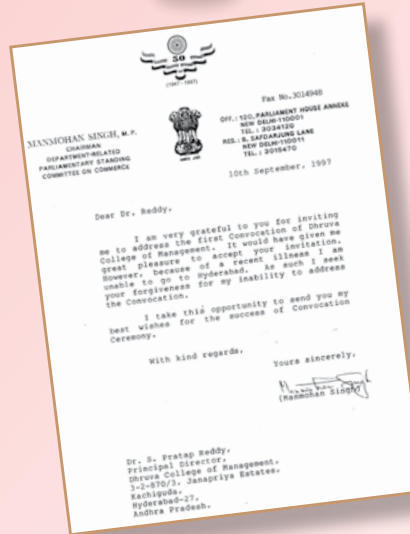 50
(1947 - 1997)
Fax No.3014948
MANMOHAN SINGH, M. P.
CHAIRMAN
DEPARTMENT-RELATED
PARLIAMENTARY STANDING
COMMITTEE ON COMMERCE
OFF.: 120, PARLIAMENT HOUSE ANNEXE
NEW DELHI-110001
TEL. : 3034120
RES.: 9, SAFDARJUNG LANE
NEW DELHI-110011
TEL. : 3015470
10th September, 1997
Dear Dr. Reddy,
I am very grateful to you for inviting
me to address the first Convocation of Dhruva
College of Management. It would have given me
great pleasure to accept your invitation.
However, because of a recent illness I am
unable to go to Hyderabad. As such I seek
your forgiveness for my inability to address
the Convocation.
I take this opportunity to send you my
best wishes for the success of Convocation
Ceremony.
With kind regards,
Yours sincerely,
Manmohan Singh
(Manmohan Singh)
Dr. S. Pratap Reddy,
Principal Director,
Dhruva College of Management,
3-2-870/3, Janapriya Estates,
Kachiguda,
Hyderabad-27,
Andhra Pradesh.